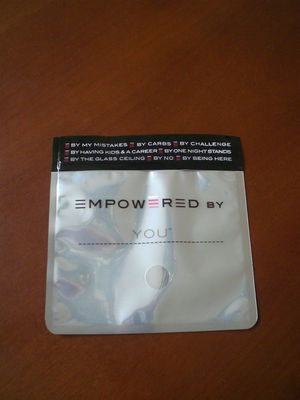 BY MY MISTAKES BY CARBS BY CHALLENGE
BY HAVING KIDS & A CAREER BY ONE NIGHT STANDS
BY THE GLASS CEILING BY NO BY BEING HERE
EMPOWERED BY
YOU™